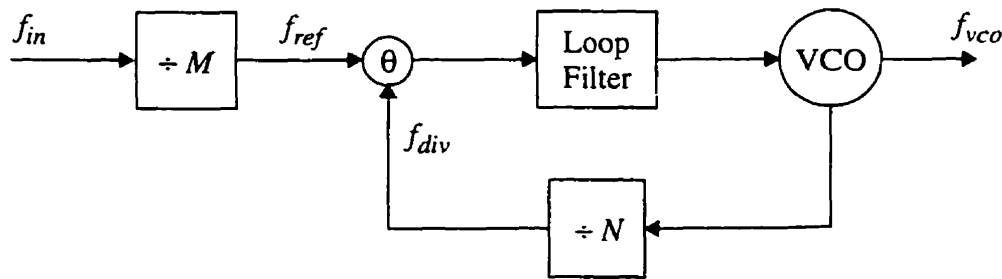 f_in
÷ M
f_ref
θ
Loop
Filter
VCO
f_vco
f_div
÷ N